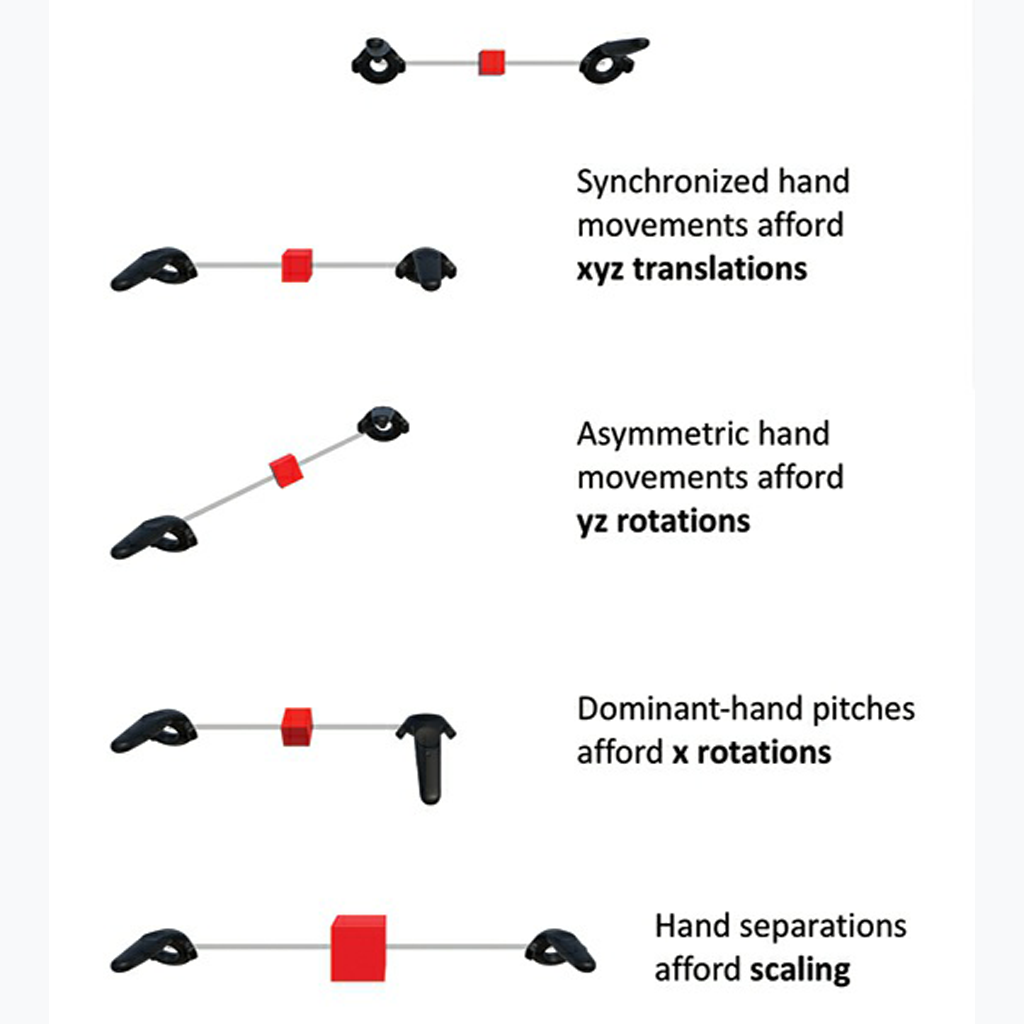 Synchronized hand
movements afford
xyz translations
Asymmetric hand
movements afford
yz rotations
Dominant-hand pitches
afford x rotations
Hand separations
afford scaling